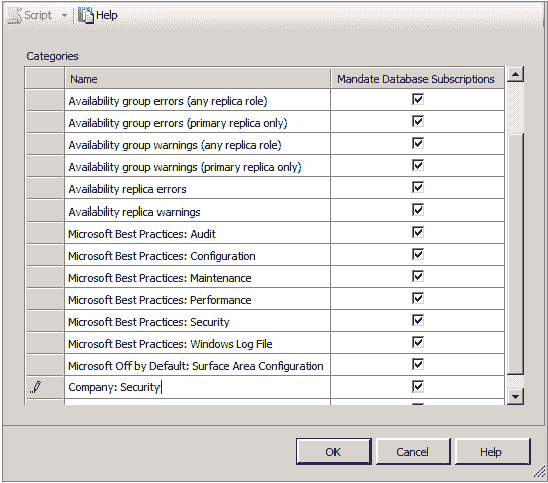 Script Help
Categories
Name Mandate Database Subscriptions
Availability group errors (any replica role)
Availability group errors (primary replica only)
Availability group warnings (any replica role)
Availability group warnings (primary replica only)
Availability replica errors
Availability replica warnings
Microsoft Best Practices: Audit
Microsoft Best Practices: Configuration
Microsoft Best Practices: Maintenance
Microsoft Best Practices: Performance
Microsoft Best Practices: Security
Microsoft Best Practices: Windows Log File
Microsoft Off by Default: Surface Area Configuration
Company: Security
OK Cancel Help